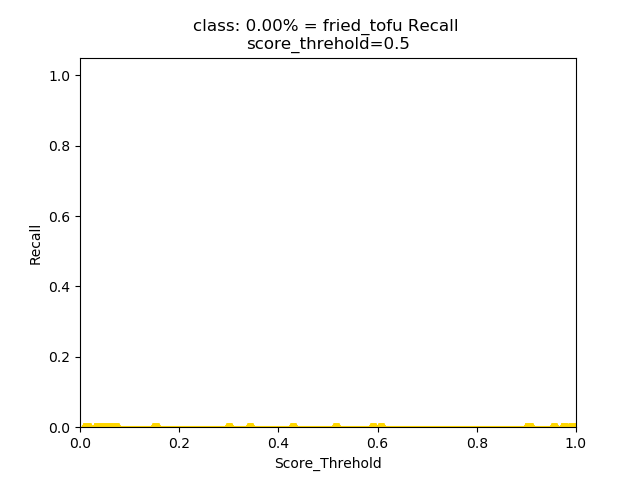 class: 0.00% = fried_tofu Recall
score_threhold=0.5
1.0
0.8
0.6
0.4
0.2
0.0
Recall
0.0 0.2 0.4 0.6 0.8 1.0
Score_Threhold